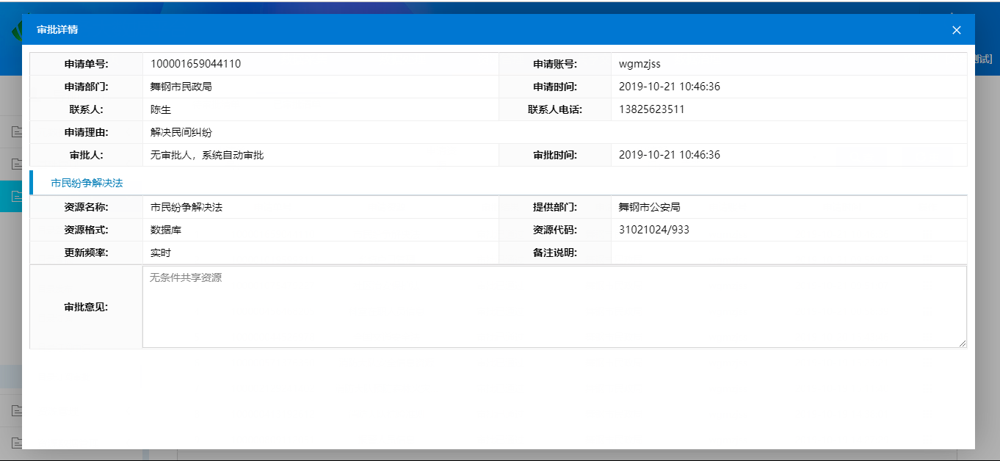 审批详情
测试]
申请单号: 100001659044110 申请账号: wgmzjss
申请部门: 舞钢市民政局 申请时间: 2019-10-21 10:46:36
联系人: 陈生 联系人电话: 13825623511
申请理由: 解决民间纠纷
审批人: 无审批人，系统自动审批 审批时间: 2019-10-21 10:46:36
市民纷争解决法
资源名称: 市民纷争解决法 提供部门: 舞钢市公安局
资源格式: 数据库 资源代码: 31021024/933
更新频率: 实时 备注说明:
审批意见: 无条件共享资源